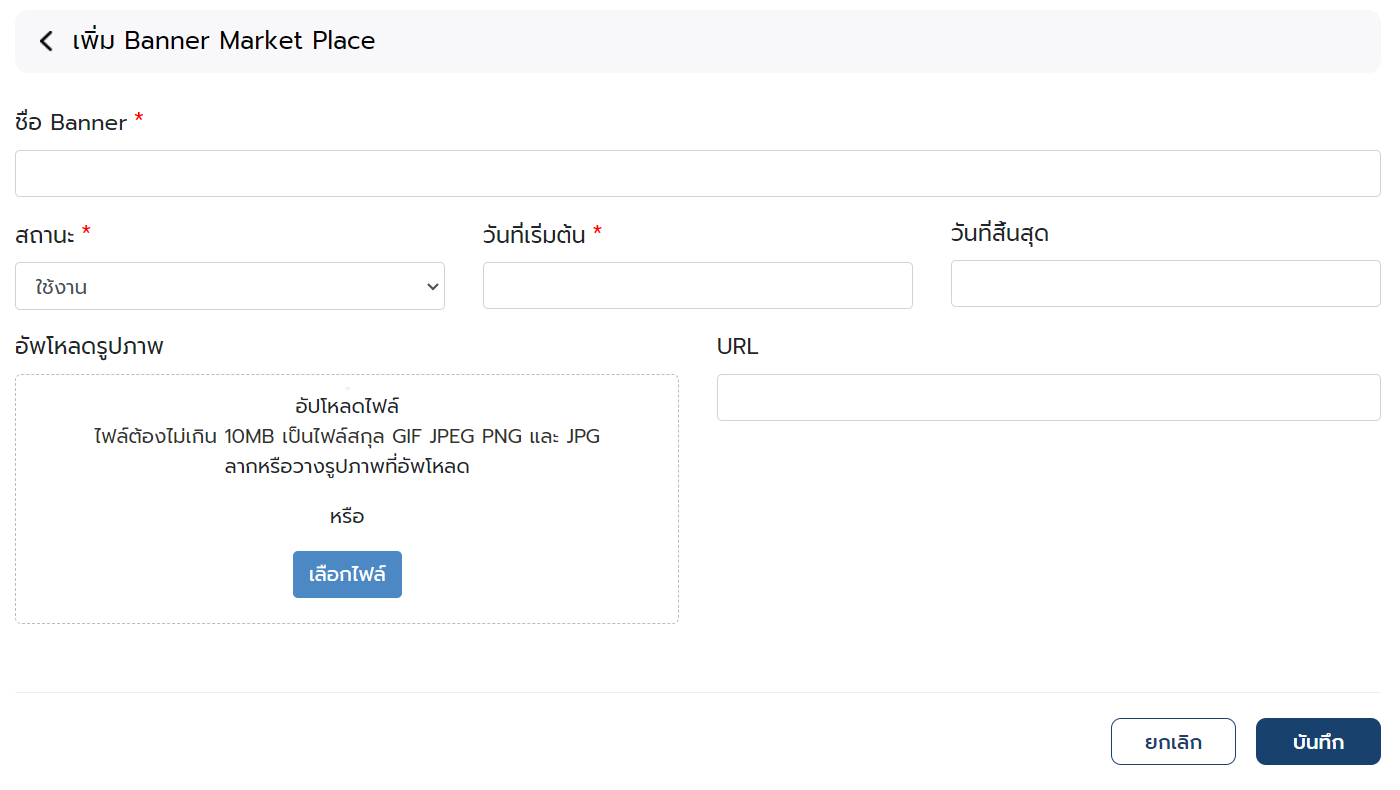 เพิ่ม Banner Market Place
ชื่อ Banner *
สถานะ *
วันที่เริ่มต้น *
วันที่สิ้นสุด
ใช้งาน
อัพโหลดรูปภาพ
URL
อัปโหลดไฟล์
ไฟล์ต้องไม่เกิน 10MB เป็นไฟล์สกุล GIF JPEG PNG และ JPG
ลากหรือวางรูปภาพที่อัพโหลด
หรือ
เลือกไฟล์
ยกเลิก
บันทึก